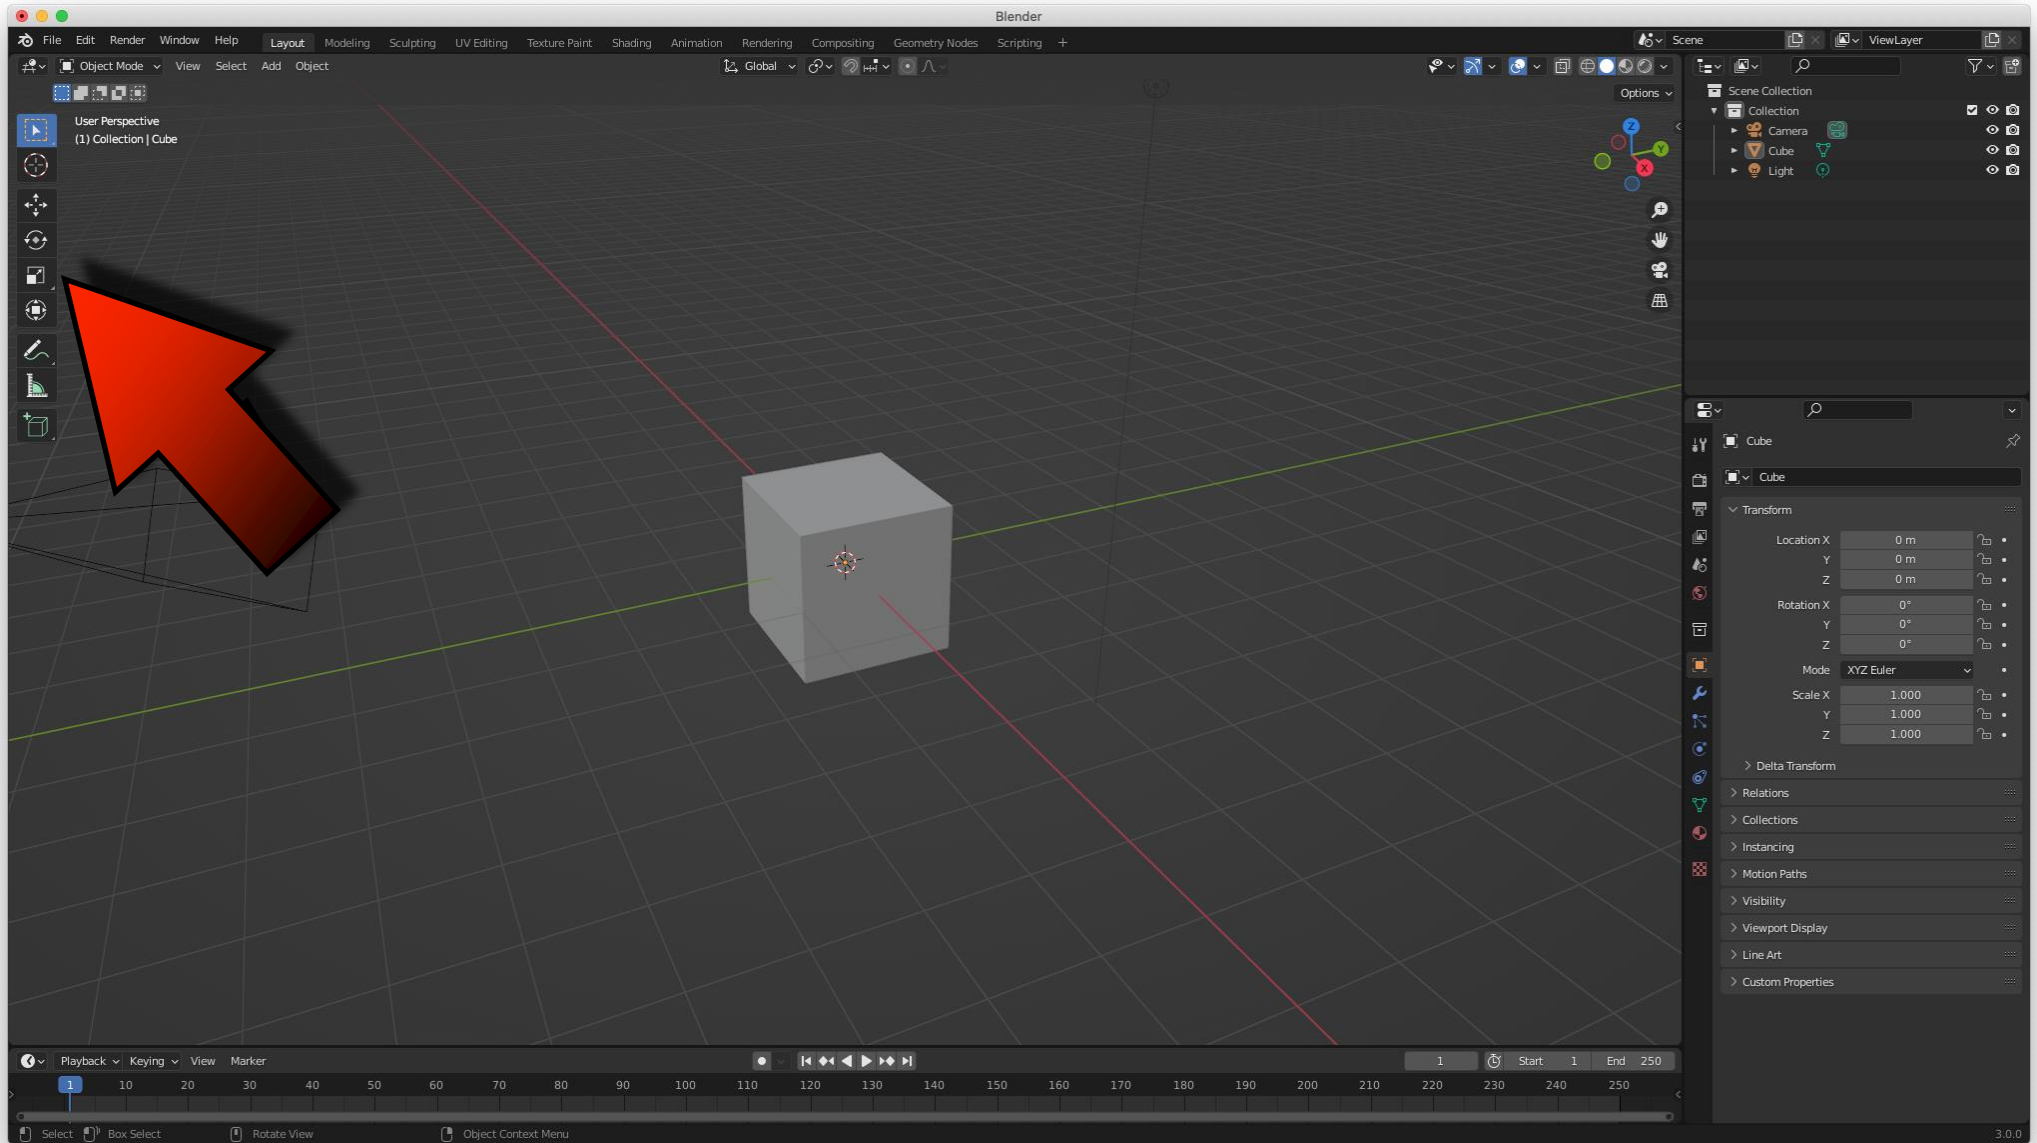 Blender
File Edit Render Window Help Layout Modeling Sculpting UV Editing Texture Paint Shading Animation Rendering Compositing Geometry Nodes Scripting + Scene ViewLayer
Object Mode View Select Add Object Global
Options
User Perspective
(1) Collection | Cube
Z
Y
X
Scene Collection
Collection
Camera
Cube
Light
Cube
Cube
Transform
Location X 0 m
Y 0 m
Z 0 m
Rotation X 0°
Y 0°
Z 0°
Mode XYZ Euler
Scale X 1.000
Y 1.000
Z 1.000
Delta Transform
Relations
Collections
Instancing
Motion Paths
Visibility
Viewport Display
Line Art
Custom Properties
Playback Keying View Marker 1 Start 1 End 250
1 10 20 30 40 50 60 70 80 90 100 110 120 130 140 150 160 170 180 190 200 210 220 230 240 250
Select Box Select Rotate View Object Context Menu 3.0.0